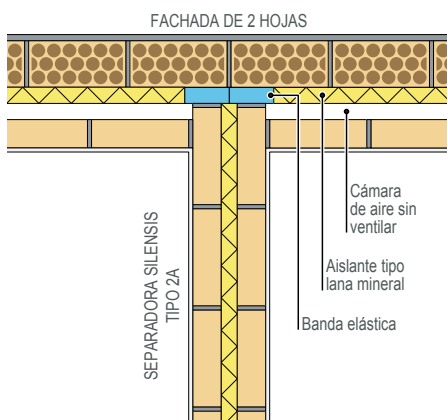 FACHADA DE 2 HOJAS
SEPARADORA SILENSIS
TIPO 2A
Cámara
de aire sin
ventilar
Aislante tipo
lana mineral
Banda elástica